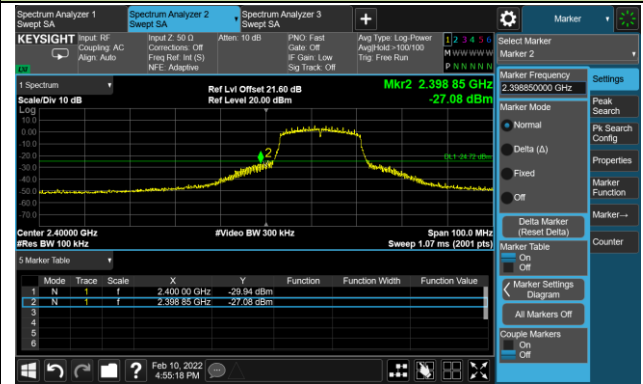 Spectrum Analyzer 1
Swept SA
Spectrum Analyzer 2
Swept SA
Spectrum Analyzer 3
Swept SA
+
Marker
KEYSIGHT
Input: RF
Coupling: AC
Align: Auto
Input Z: 50 Ω
Corrections: Off
Freq Ref: Int (S)
NFE: Adaptive
Atten: 10 dB
PNO: Fast
Gate: Off
IF Gain: Low
Sig Track: Off
Avg Type: Log-Power
Avg|Hold >100/100
Trig: Free Run
1 2 3 4 5 6
M W W W W W
P N N N N N
Select Marker
Marker 2
1 Spectrum
Scale/Div 10 dB
Log
Ref Lvl Offset 21.60 dB
Ref Level 20.00 dBm
Mkr2 2.398 85 GHz
-27.08 dBm
10.0
0.00
-10.0
-20.0
-30.0
-40.0
-50.0
-60.0
-70.0
2
DL1 -24.72 dBm
Center 2.40000 GHz
#Res BW 100 kHz
#Video BW 300 kHz
Span 100.0 MHz
Sweep 1.07 ms (2001 pts)
5 Marker Table
Mode Trace Scale X Y Function Function Width Function Value
1 N 1 f 2.400 00 GHz -29.94 dBm
2 N 1 f 2.398 85 GHz -27.08 dBm
3
4
5
6
Marker Frequency
2.398850000 GHz
Marker Mode
Normal
Delta (Δ)
Fixed
Off
Delta Marker
(Reset Delta)
Marker Table
On
Off
Marker Settings
Diagram
All Markers Off
Couple Markers
On
Off
Settings
Peak
Search
Pk Search
Config
Properties
Marker
Function
Marker→
Counter
?
Feb 10, 2022
4:55:18 PM